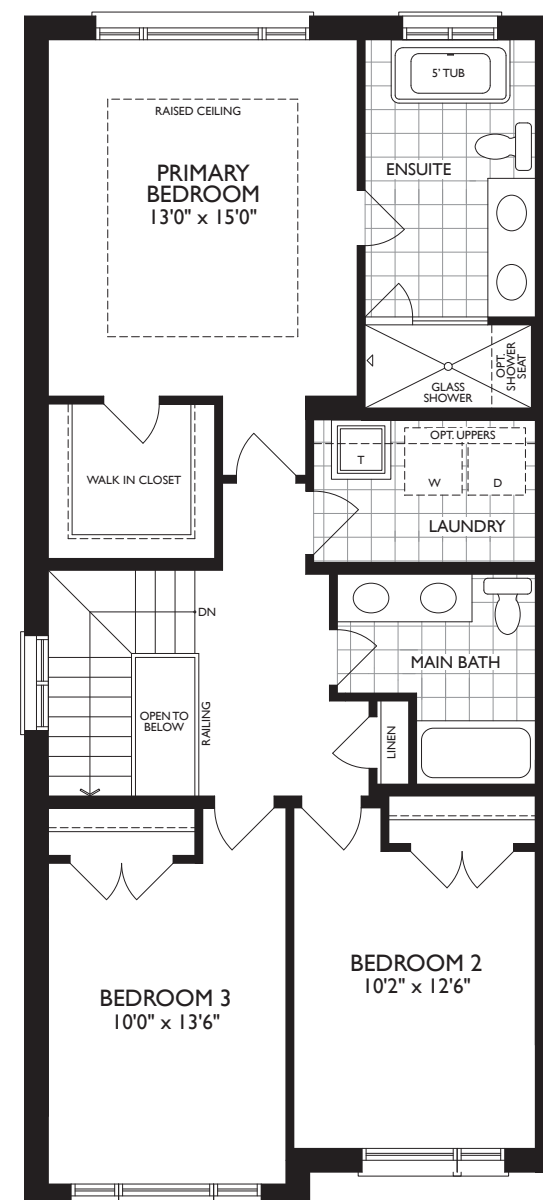 5' TUB
RAISED CEILING
PRIMARY
BEDROOM
13'0" x 15'0"
ENSUITE
OPT.
SHOWER
SEAT
GLASS
SHOWER
OPT. UPPERS
T
W
D
WALK IN CLOSET
LAUNDRY
DN
MAIN BATH
OPEN TO
BELOW
RAILING
LINEN
BEDROOM 2
10'2" x 12'6"
BEDROOM 3
10'0" x 13'6"